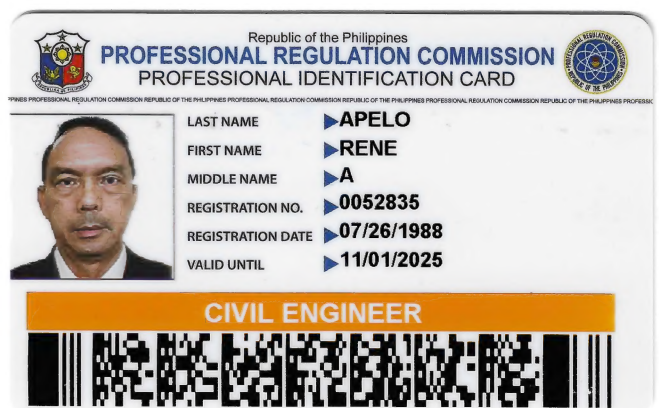 Republic of the Philippines
PROFESSIONAL REGULATION COMMISSION
PROFESSIONAL IDENTIFICATION CARD
PINES PROFESSIONAL REGULATION COMMISSION REPUBLIC OF THE PHILIPPINES PROFESSIONAL REGULATION COMMISSION REPUBLIC OF THE PHILIPPINES PROFESSIONAL REGULATION COMMISSION REPUBLIC OF THE PHILIPPINES PROFESSIO
LAST NAME APELO
FIRST NAME RENE
MIDDLE NAME A
REGISTRATION NO. 0052835
REGISTRATION DATE 07/26/1988
VALID UNTIL 11/01/2025
CIVIL ENGINEER